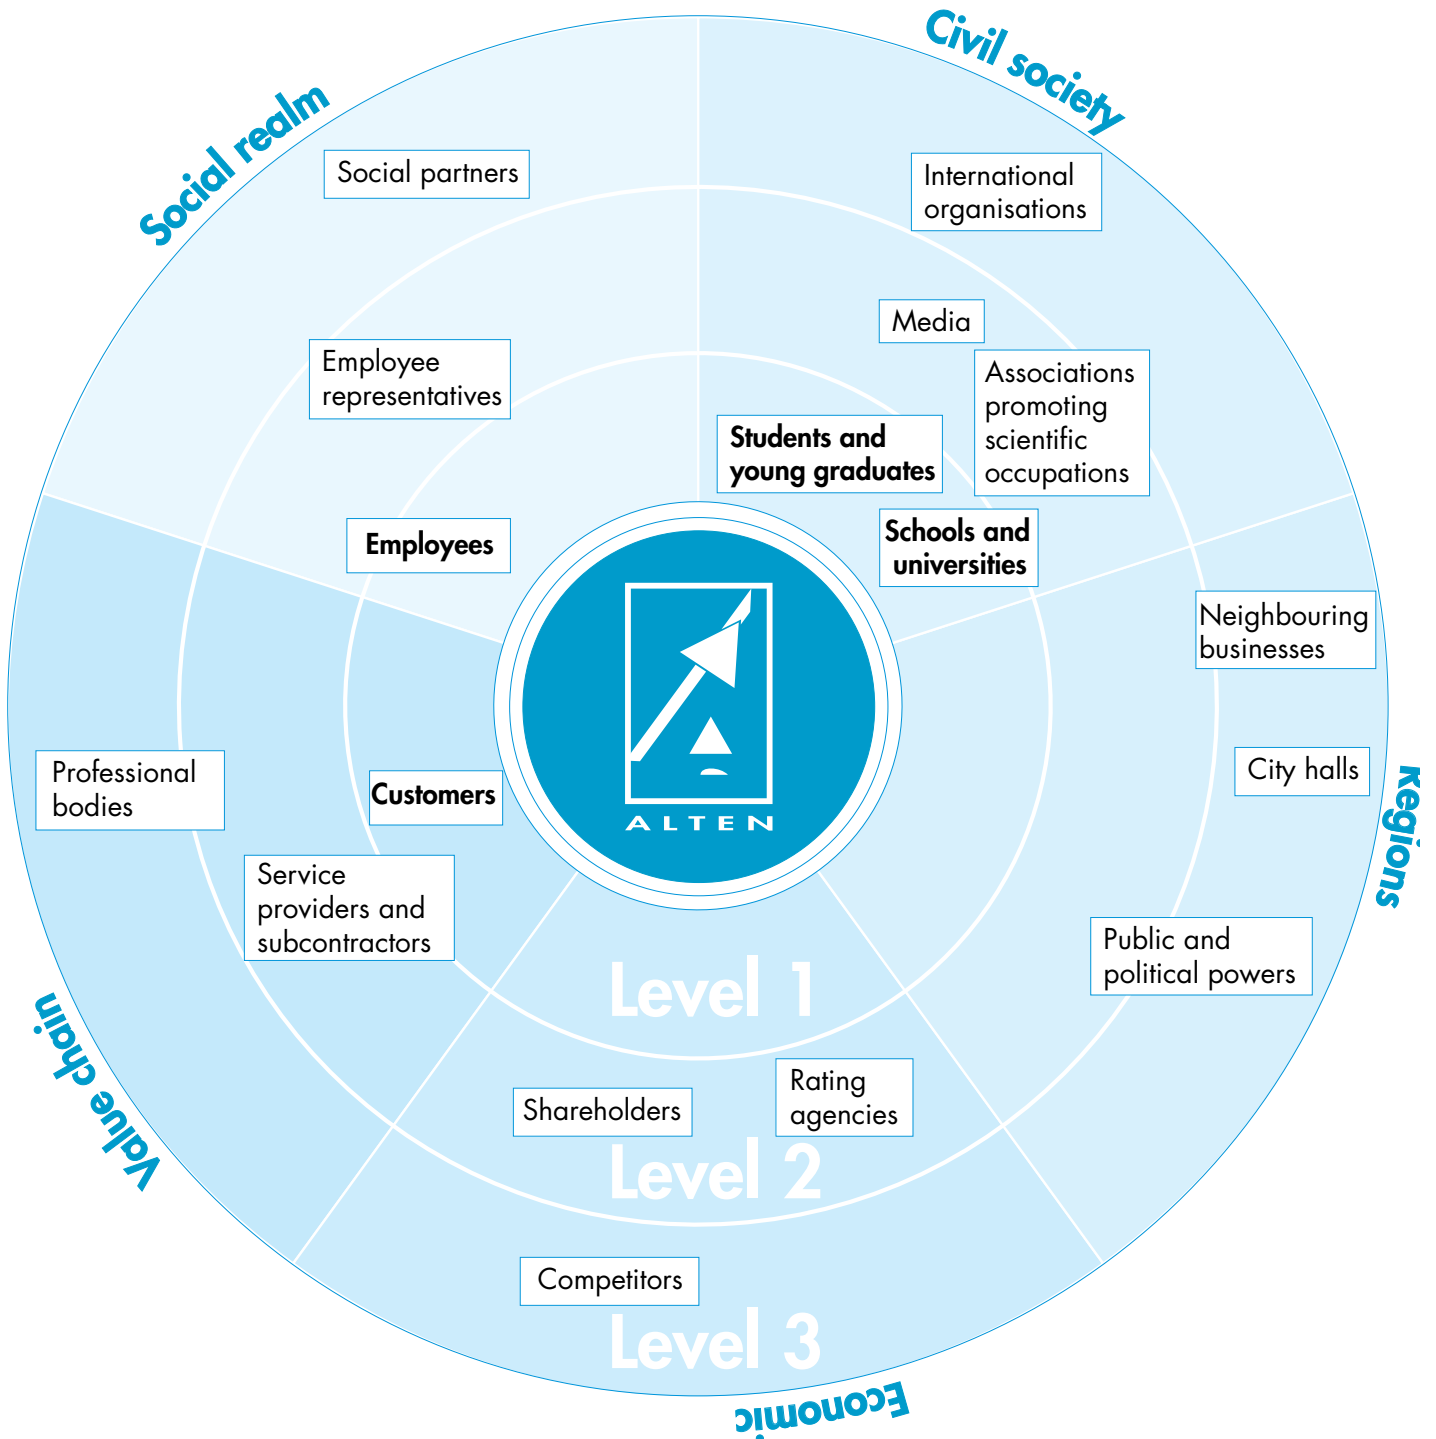 Civil society
Social realm
Social partners
International
organisations
Media
Employee
representatives
Associations
promoting
scientific
occupations
Students and
young graduates
Employees
Schools and
universities
Neighbouring
businesses
Professional
bodies
City halls
Regions
Customers
ALTEN
Service
providers and
subcontractors
Public and
political powers
Level 1
Value chain
Shareholders
Rating
agencies
Level 2
Competitors
Level 3
Economic